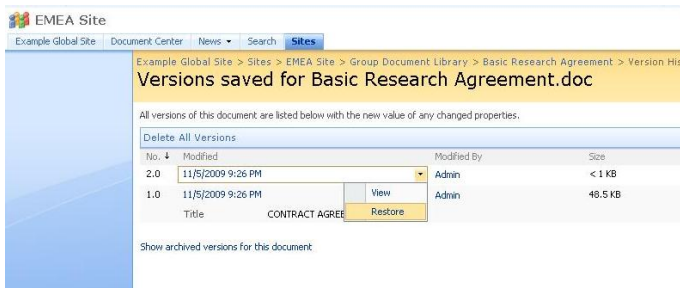 EMEA Site
Example Global Site Document Center News Search Sites
Example Global Site > Sites > EMEA Site > Group Document Library > Basic Research Agreement > Version His
Versions saved for Basic Research Agreement.doc
All versions of this document are listed below with the new value of any changed properties.
Delete All Versions
No. Modified Modified By Size
2.0 11/5/2009 9:26 PM Admin < 1 KB
1.0 11/5/2009 9:26 PM View Admin 48.5 KB
Title CONTRACT AGREE Restore
Show archived versions for this document